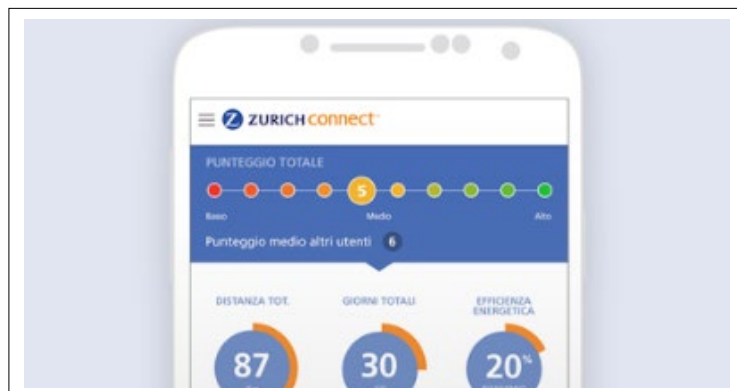 ZURICH connect
PUNTEGGIO TOTALE
5
Basso Medio Alto
Punteggio medio altri utenti 6
DISTANZA TOT. GIORNI TOTALI EFFICIENZA
ENERGETICA
87 30 20%